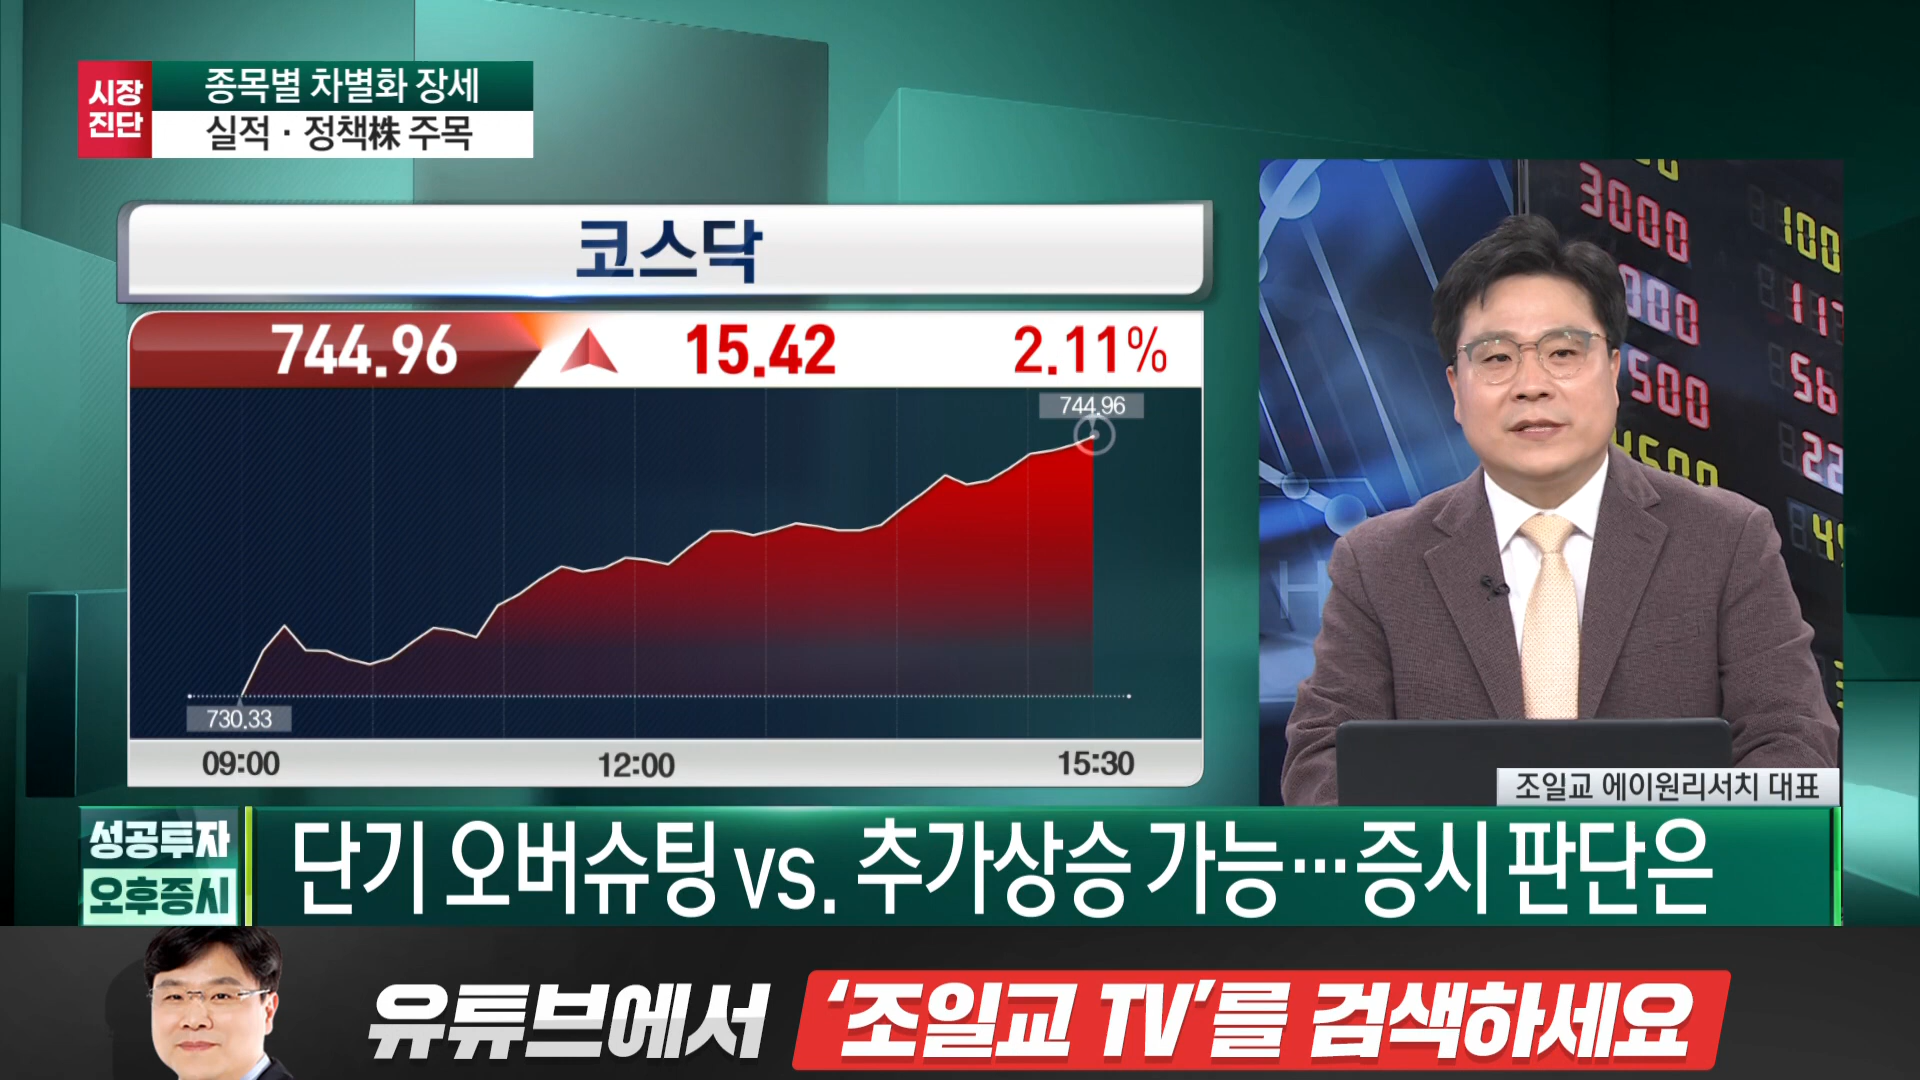 시장
진단
종목별 차별화 장세
실적 · 정책株 주목
코스닥
744.96 ▲ 15.42 2.11%
744.96
730.33
09:00 12:00 15:30
3000
100
500
4500
조일교 에이원리서치 대표
성공투자
오후증시
단기 오버슈팅 vs. 추가상승 가능…증시 판단은
유튜브에서 '조일교 TV'를 검색하세요